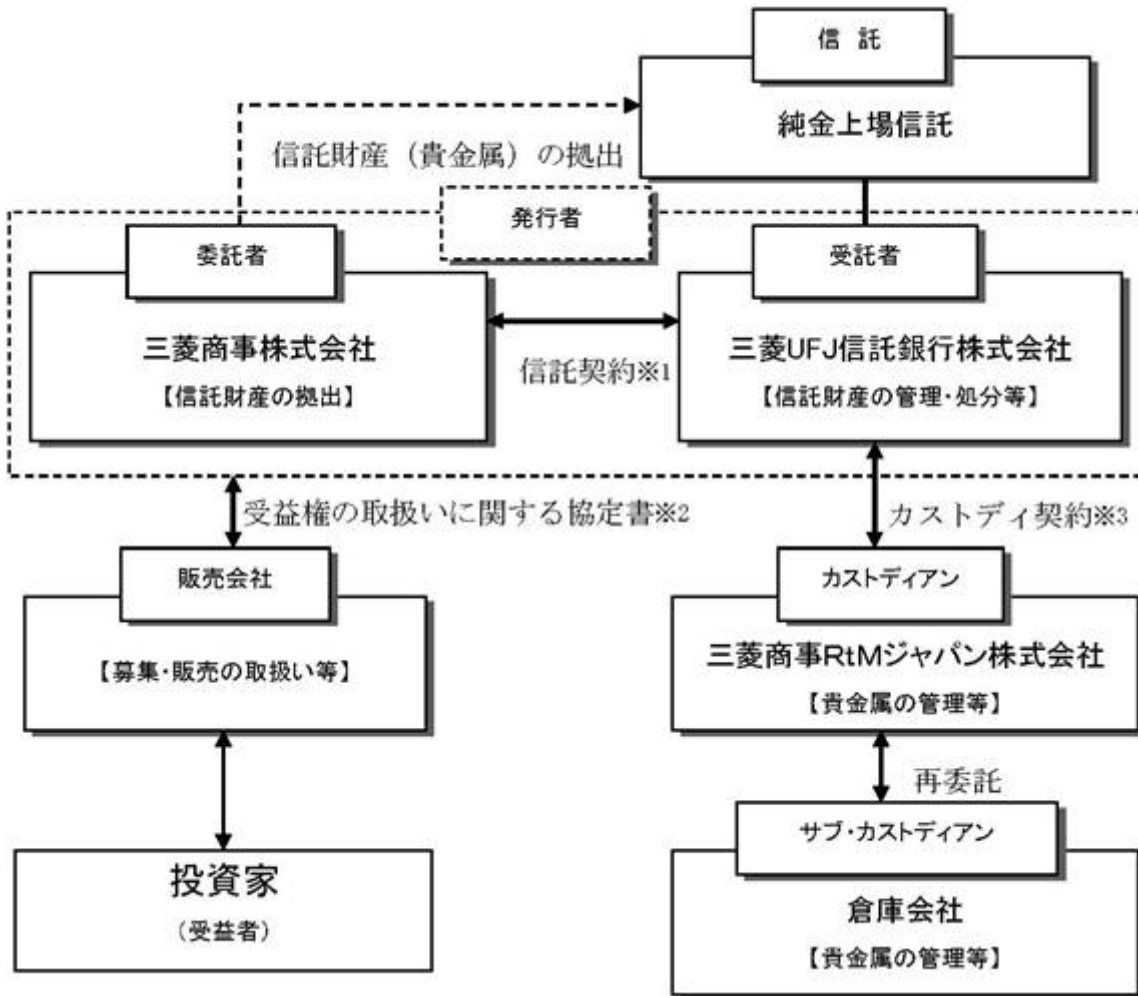 信 託
純金上場信託
信託財産（貴金属）の拠出
発行者
委託者
三菱商事株式会社
【信託財産の拠出】
信託契約※1
受託者
三菱UFJ信託銀行株式会社
【信託財産の管理・処分等】
受益権の取扱いに関する協定書※2
カストディ契約※3
販売会社
【募集・販売の取扱い等】
カストディアン
三菱商事RtMジャパン株式会社
【貴金属の管理等】
再委託
投資家
（受益者）
サブ・カストディアン
倉庫会社
【貴金属の管理等】